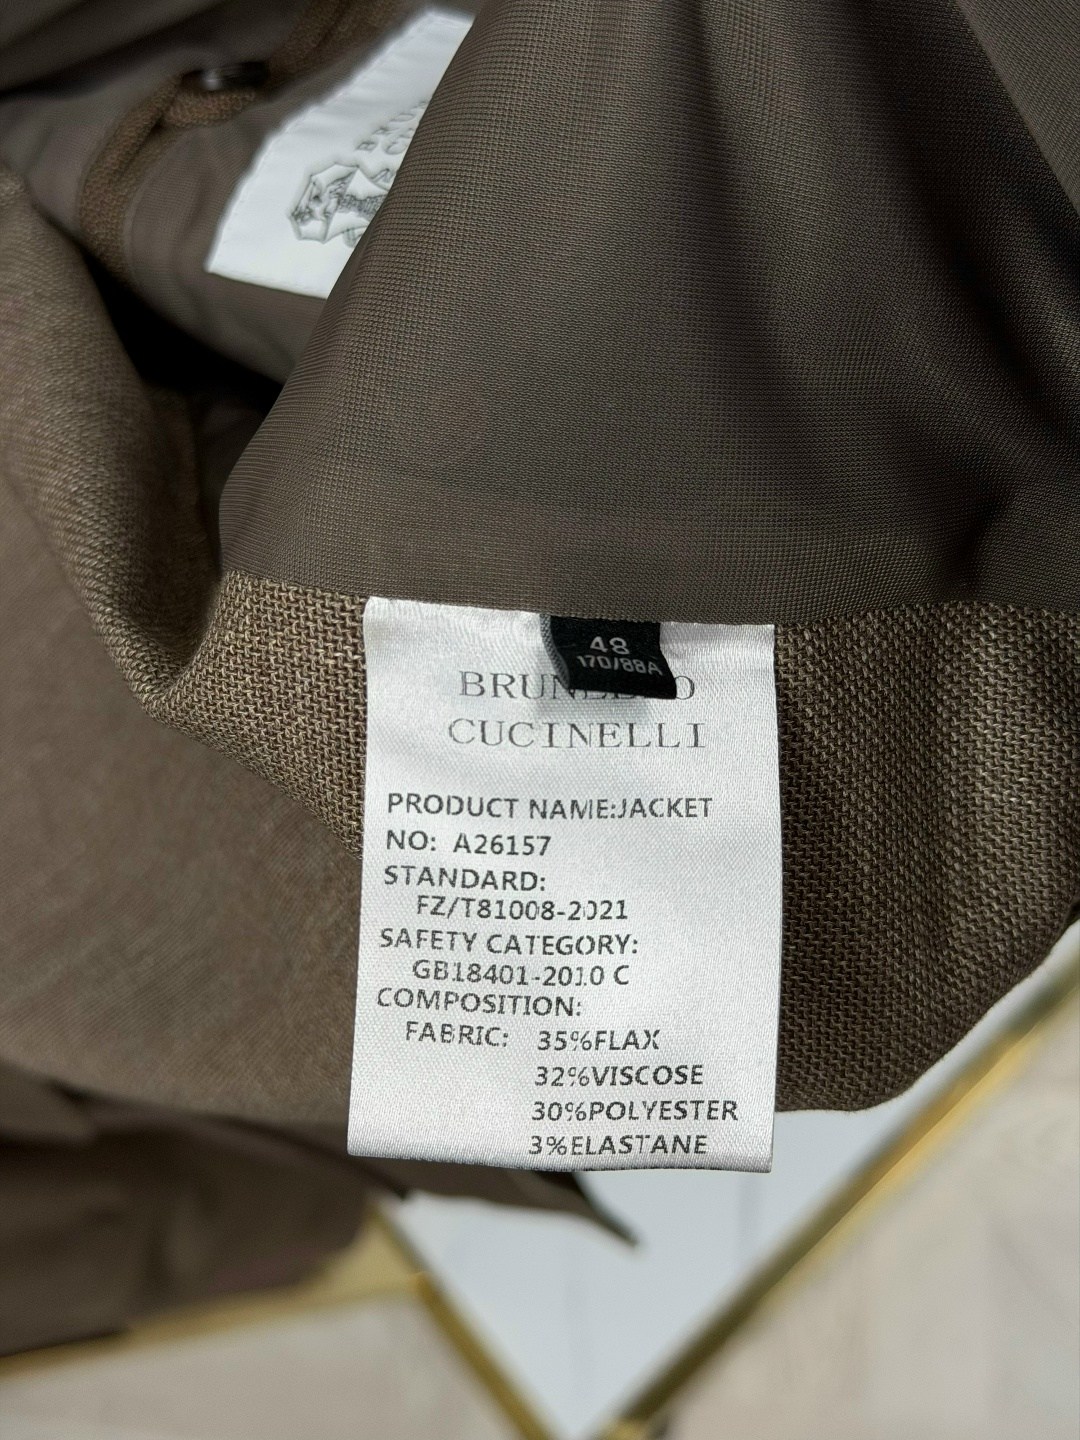 48
170/88A
BRUNELLO
CUCINELLI
PRODUCT NAME:JACKET
NO: A26157
STANDARD:
FZ/T81008-2021
SAFETY CATEGORY:
GB18401-2010 C
COMPOSITION:
FABRIC: 35%FLAX
32%VISCOSE
30%POLYESTER
3%ELASTANE